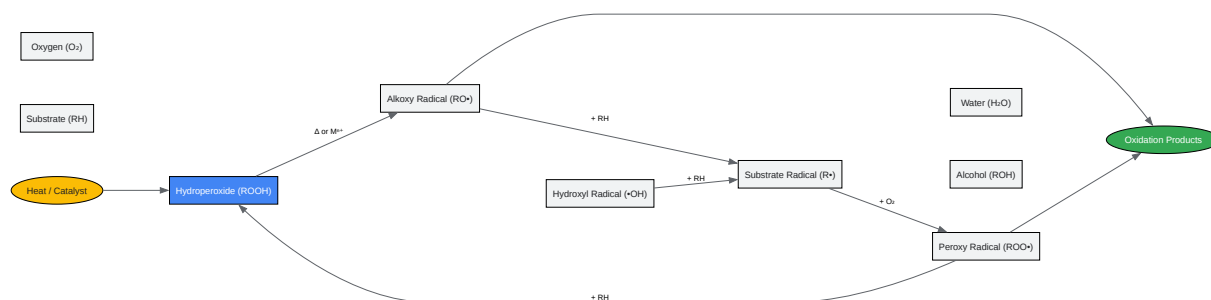 Oxygen (O₂)
Substrate (RH)
Heat / Catalyst
Hydroperoxide (ROOH)
Δ or Mⁿ⁺
Alkoxy Radical (RO•)
+ RH
Hydroxyl Radical (•OH)
+ RH
Substrate Radical (R•)
+ O₂
Water (H₂O)
Alcohol (ROH)
Peroxy Radical (ROO•)
Oxidation Products
+ RH